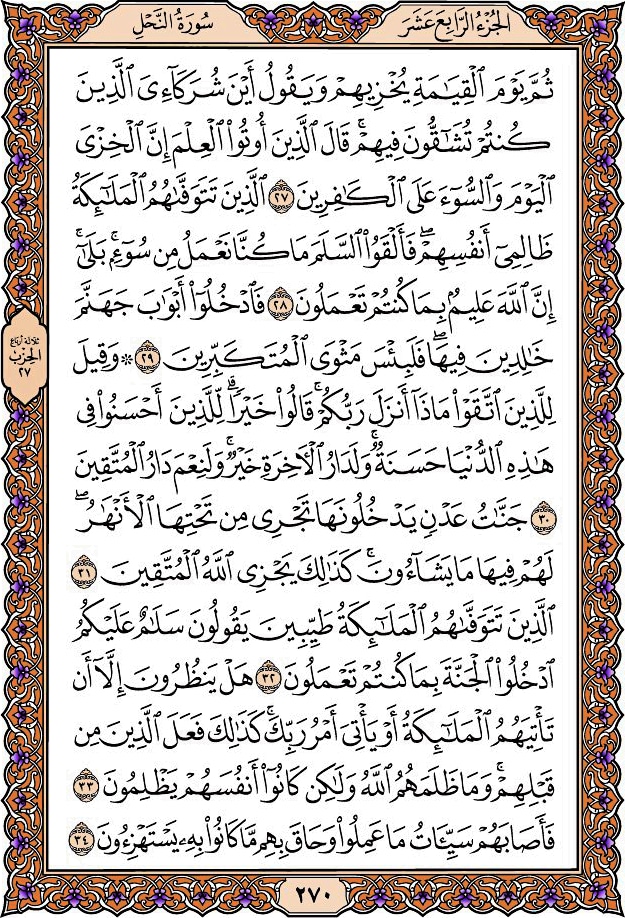 الجزء الرابع عشر
سورة النحل
ثُمَّ يَوْمَ ٱلْقِيَٰمَةِ يُخْزِيهِمْ وَيَقُولُ أَيْنَ شُرَكَآءِىَ ٱلَّذِينَ
كُنتُمْ تُشَٰٓقُّونَ فِيهِمْ ۚ قَالَ ٱلَّذِينَ أُوتُوا۟ ٱلْعِلْمَ إِنَّ ٱلْخِزْىَ
ٱلْيَوْمَ وَٱلسُّوٓءَ عَلَى ٱلْكَٰفِرِينَ ٢٧ ٱلَّذِينَ تَتَوَفَّىٰهُمُ ٱلْمَلَٰٓئِكَةُ
ظَالِمِىٓ أَنفُسِهِمْ ۖ فَأَلْقَوُا۟ ٱلسَّلَمَ مَا كُنَّا نَعْمَلُ مِن سُوٓءٍۭ ۚ بَلَىٰٓ ۚ
إِنَّ ٱللَّهَ عَلِيمٌۢ بِمَا كُنتُمْ تَعْمَلُونَ ٢٨ فَٱدْخُلُوٓا۟ أَبْوَٰبَ جَهَنَّمَ
خَٰلِدِينَ فِيهَا ۖ فَلَبِئْسَ مَثْوَى ٱلْمُتَكَبِّرِينَ ٢٩ ۞ وَقِيلَ
لِلَّذِينَ ٱتَّقَوْا۟ مَاذَآ أَنزَلَ رَبُّكُمْ ۚ قَالُوا۟ خَيْرًا ۗ لِّلَّذِينَ أَحْسَنُوا۟ فِى
هَٰذِهِ ٱلدُّنْيَا حَسَنَةٌ ۚ وَلَدَارُ ٱلْءَاخِرَةِ خَيْرٌ ۚ وَلَنِعْمَ دَارُ ٱلْمُتَّقِينَ
٣٠ جَنَّٰتُ عَدْنٍ يَدْخُلُونَهَا تَجْرِى مِن تَحْتِهَا ٱلْأَنْهَٰرُ ۖ
لَهُمْ فِيهَا مَا يَشَآءُونَ ۚ كَذَٰلِكَ يَجْزِى ٱللَّهُ ٱلْمُتَّقِينَ ٣١
ٱلَّذِينَ تَتَوَفَّىٰهُمُ ٱلْمَلَٰٓئِكَةُ طَيِّبِينَ ۙ يَقُولُونَ سَلَٰمٌ عَلَيْكُمُ
ٱدْخُلُوا۟ ٱلْجَنَّةَ بِمَا كُنتُمْ تَعْمَلُونَ ٣٢ هَلْ يَنظُرُونَ إِلَّآ أَن
تَأْتِيَهُمُ ٱلْمَلَٰٓئِكَةُ أَوْ يَأْتِىَ أَمْرُ رَبِّكَ ۚ كَذَٰلِكَ فَعَلَ ٱلَّذِينَ مِن
قَبْلِهِمْ ۚ وَمَا ظَلَمَهُمُ ٱللَّهُ وَلَٰكِن كَانُوٓا۟ أَنفُسَهُمْ يَظْلِمُونَ ٣٣
فَأَصَابَهُمْ سَيِّـَٔاتُ مَا عَمِلُوا۟ وَحَاقَ بِهِم مَّا كَانُوا۟ بِهِۦ يَسْتَهْزِءُونَ ٣٤
ثلاثة أرباع
الحزب
٢٧
٢٧٠